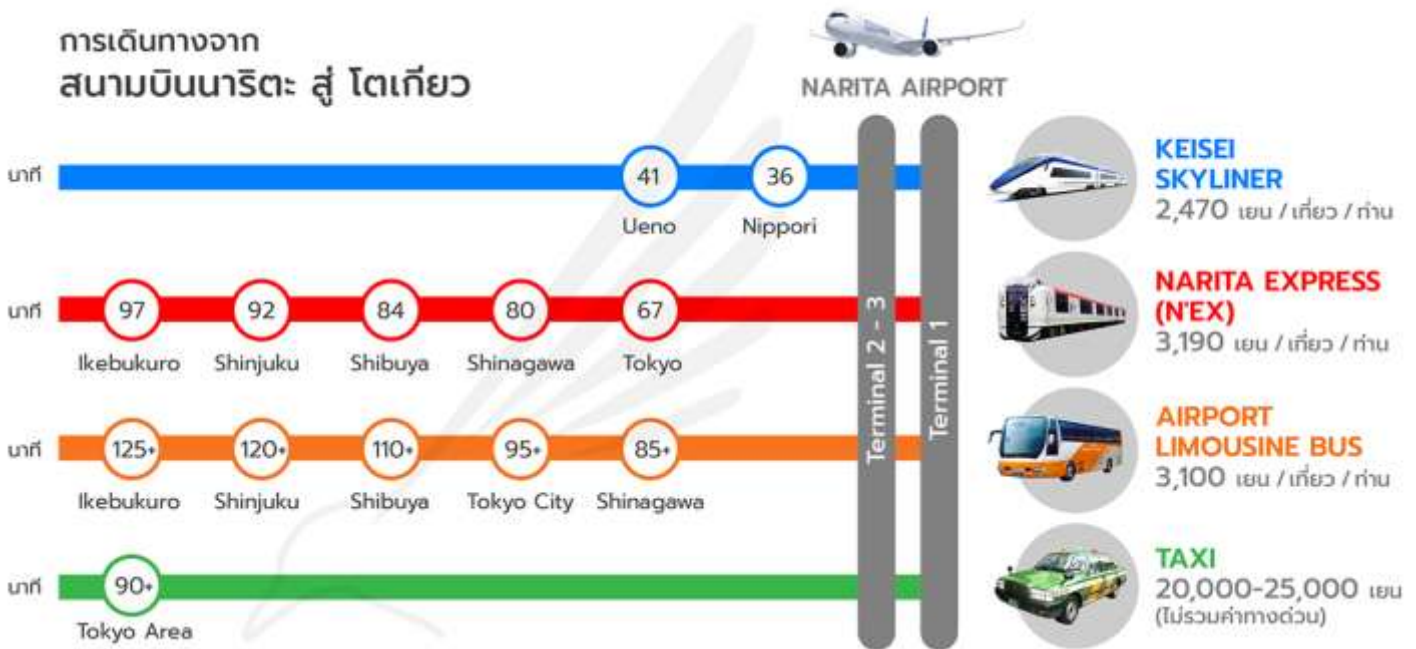 การเดินทางจาก
สนามบินนาริตะ สู่ โตเกียว
NARITA AIRPORT
นาที
41
36
Ueno
Nippori
KEISEI
SKYLINER
2,470 เยน / เที่ยว / ท่าน
นาที
97
92
84
80
67
Ikebukuro
Shinjuku
Shibuya
Shinagawa
Tokyo
NARITA EXPRESS
(N'EX)
3,190 เยน / เที่ยว / ท่าน
Terminal 2 - 3
Terminal 1
นาที
125+
120+
110+
95+
85+
Ikebukuro
Shinjuku
Shibuya
Tokyo City
Shinagawa
AIRPORT
LIMOUSINE BUS
3,100 เยน / เที่ยว / ท่าน
นาที
90+
Tokyo Area
TAXI
20,000-25,000 เยน
(ไม่รวมค่าทางด่วน)